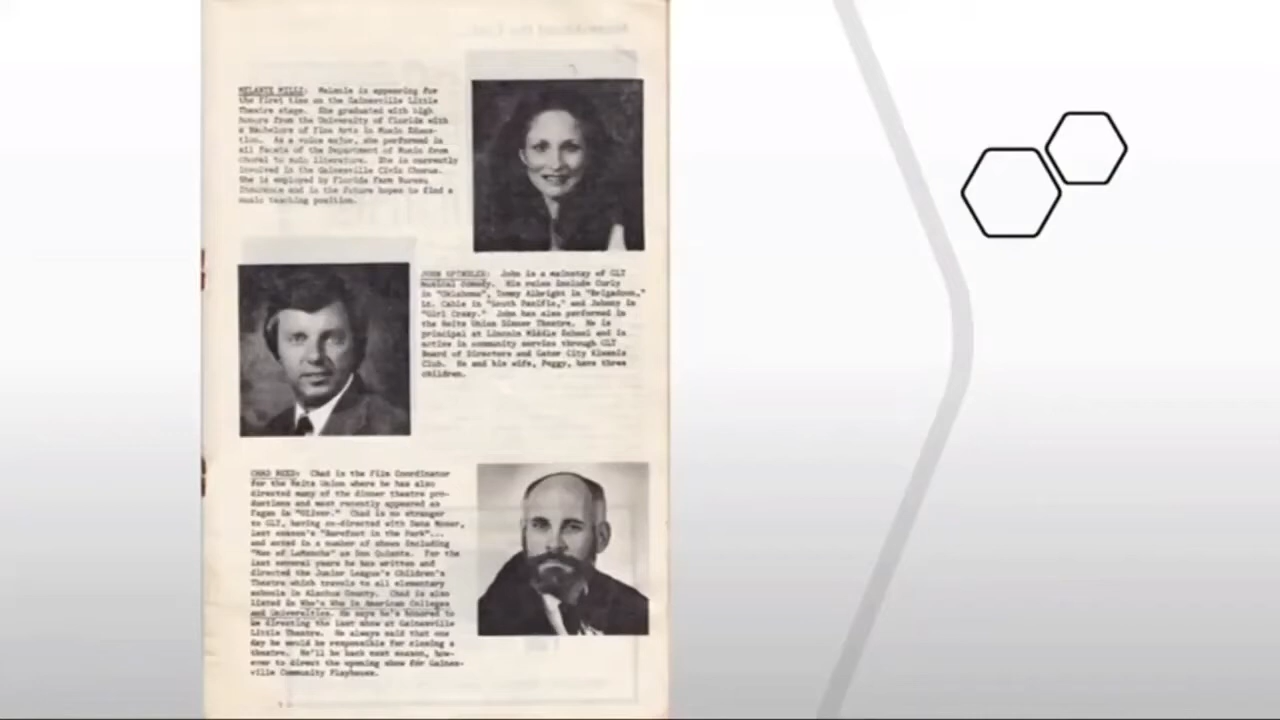 MELANIE MILLS: Melanie is appearing for
the first time on the Gainesville Little
Theatre stage. She graduated with high
honors from the University of Florida with
a Bachelors of Fine Arts in Music Educa-
tion. As a voice major, she performed in
all facets of the Department of Music from
choral to solo literature. She is currently
involved in the Gainesville Civic Chorus.
She is employed by Florida Farm Bureau
Insurance and in the future hopes to find a
music teaching position.
JOHN SPINDLER: John is a mainstay of GLT
musical comedy. His roles include Curly
in "Oklahoma", Tommy Albright in "Brigadoon,"
Lt. Cable in "South Pacific," and Johnny in
"Girl Crazy." John has also performed in
the Reitz Union Dinner Theatre. He is
principal at Lincoln Middle School and is
active in community service through GLT
Board of Directors and Gator City Kiwanis
Club. He and his wife, Peggy, have three
children.
CHAD REED: Chad is the Film Coordinator
for the Reitz Union where he has also
directed many of the dinner theatre pro-
ductions and most recently appeared as
Fagan in "Oliver." Chad is no stranger
to GLT, having co-directed with Dana Moser,
last season's "Barefoot in the Park"...
and acted in a number of shows including
"Man of LaMancha" as Don Quixote. For the
last several years he has written and
directed the Junior League's Children's
Theatre which travels to all elementary
schools in Alachua County. Chad is also
listed in Who's Who in American Colleges
and Universities. He says he's honored to
be directing the last show at Gainesville
Little Theatre. He always said that one
day he would be responsible for closing a
theatre. He'll be back next season, how-
ever to direct the opening show for Gaines-
ville Community Playhouse.